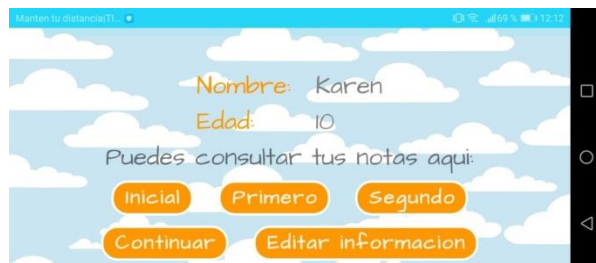 Manten tu distancia|TI... 69 % 12:12
Nombre: Karen
Edad: 10
Puedes consultar tus notas aqui:
Inicial Primero Segundo
Continuar Editar informacion